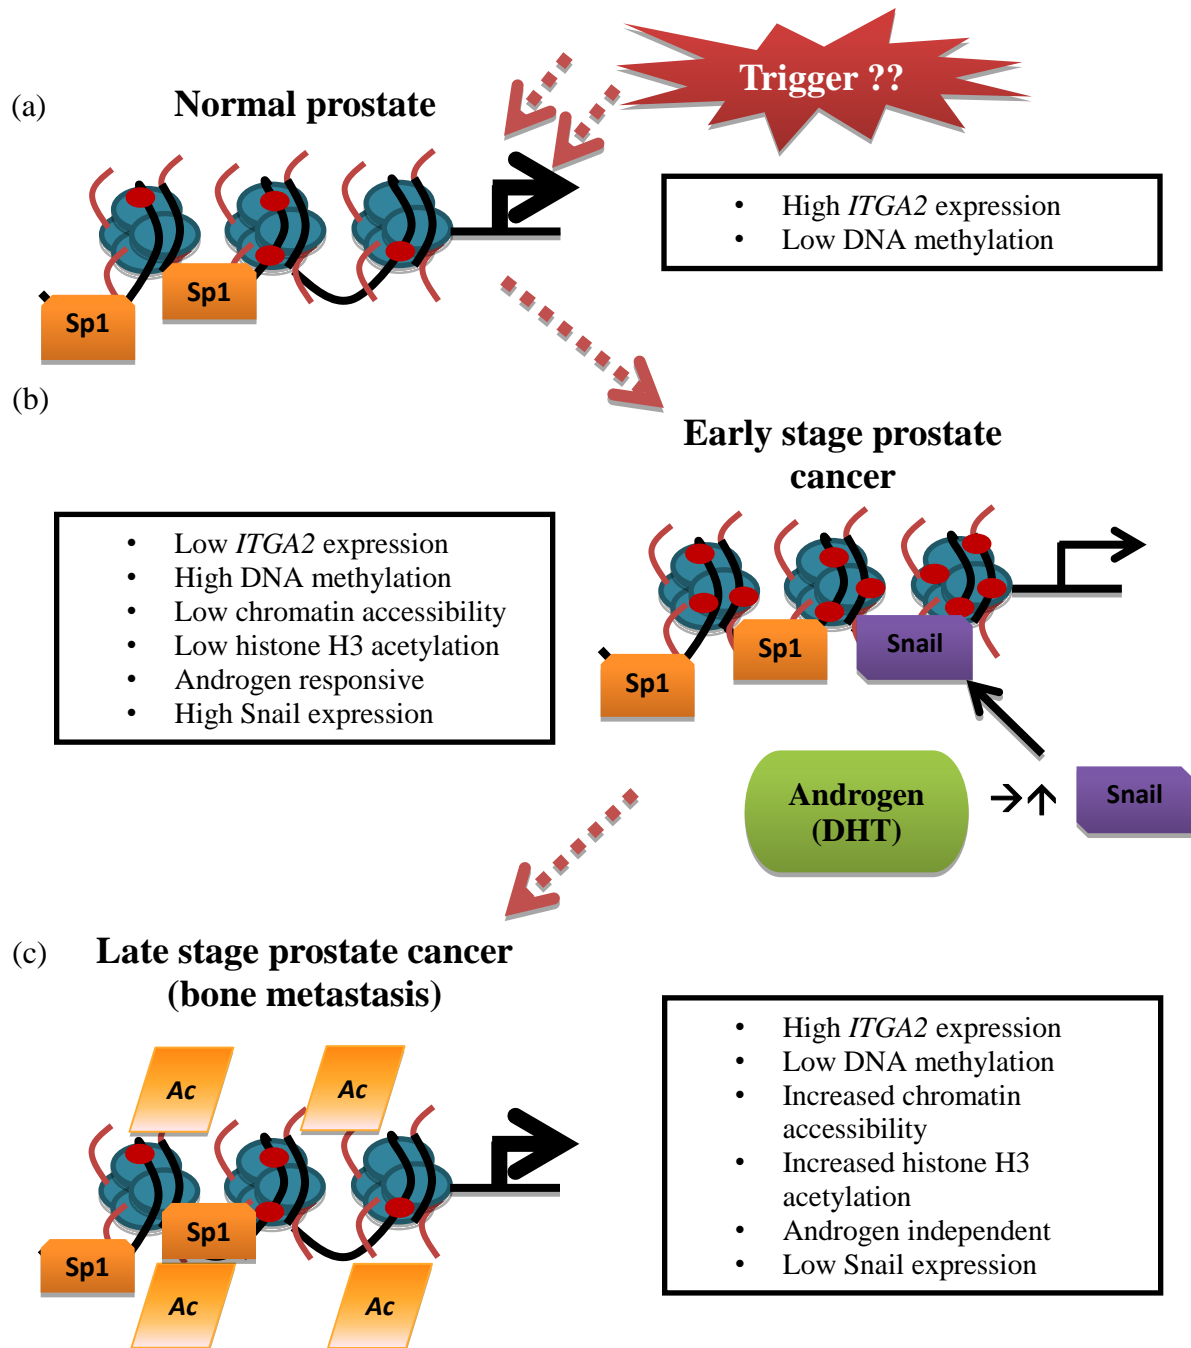 Trigger ??
(a)
Normal prostate
• High ITGA2 expression
• Low DNA methylation
Sp1
Sp1
(b)
Early stage prostate
cancer
• Low ITGA2 expression
• High DNA methylation
• Low chromatin accessibility
• Low histone H3 acetylation
• Androgen responsive
• High Snail expression
Sp1
Sp1
Snail
Androgen
(DHT)
→↑
Snail
(c)
Late stage prostate cancer
(bone metastasis)
Ac
Ac
Sp1
Sp1
Ac
Ac
• High ITGA2 expression
• Low DNA methylation
• Increased chromatin
accessibility
• Increased histone H3
acetylation
• Androgen independent
• Low Snail expression